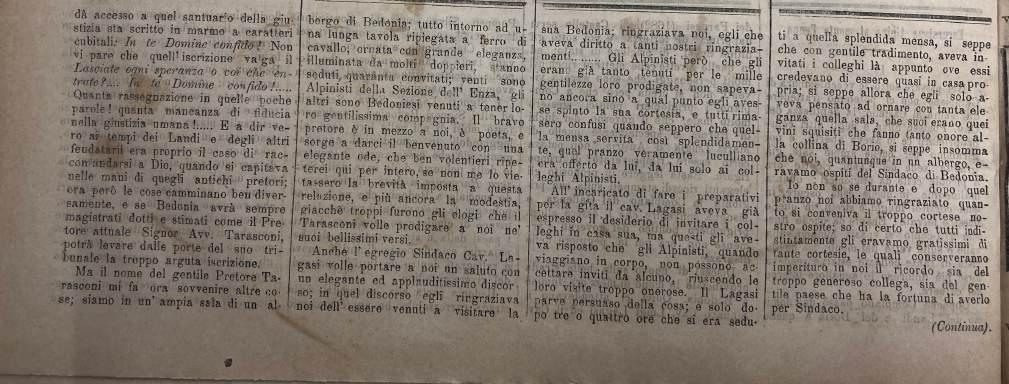 dà accesso a quel santuario della giu-
stizia sta scritto in marmo a caratteri
cubitali: In te Domine confido! Non
vi pare che quell'iscrizione valga il
Lasciate ogni speranza o voi che en-
trate?.... In te Domine confido!.....
Quanta rassegnazione in quelle poche
parole! quanta mancanza di fiducia
nella giustizia umana!..... E a dir ve-
ro ai tempi dei Landi e degli altri
feudatarii era proprio il caso di rac-
comandarsi a Dio, quando si capitava
nelle mani di quegli antichi pretori;
ora però le cose camminano ben diver-
samente, e se Bedonia avrà sempre
magistrati dotti e stimati come il Pre-
tore attuale Signor Avv. Tarasconi,
potrà levare dalle porte del suo tri-
bunale la troppo arguta iscrizione.
Ma il nome del gentile Pretore Ta-
rasconi mi fa ora sovvenire altre co-
se; siamo in un' ampia sala di un al-
bergo di Bedonia; tutto intorno ad u-
na lunga tavola ripiegata a ferro di
cavallo, ornata con grande eleganza,
illuminata da molti doppieri, stanno
seduti quaranta convitati; venti sono
Alpinisti della Sezione dell' Enza, gli
altri sono Bedoniesi venuti a tener lo-
ro gentilissima compagnia. Il bravo
pretore è in mezzo a noi, è poeta, e
sorge a darci il benvenuto con una
elegante ode, che ben volentieri ripe-
terei qui per intero, se non me lo vie-
tassero la brevità imposta a questa
relazione, e più ancora la modestia,
giacchè troppi furono gli elogi che il
Tarasconi volle prodigare a noi ne'
suoi bellissimi versi.
Anche l'egregio Sindaco Cav. La-
gasi volle portare a noi un saluto con
un elegante ed applauditissimo discor-
so; in quel discorso egli ringraziava
noi dell'essere venuti a visitare la
sua Bedonia; ringraziava noi, egli che
aveva diritto a tanti nostri ringrazia-
menti......... Gli Alpinisti però che gli
erano già tanto tenuti per le mille
gentilezze loro prodigate, non sapeva-
no ancora sino a qual punto egli aves-
se spinto la sua cortesia, e tutti rima-
sero confusi quando seppero che quel-
la mensa servita così splendidamen-
te, qual pranzo veramente luculliano
era offerto da lui, da lui solo ai col-
leghi Alpinisti.
All' incaricato di fare i preparativi
per la gita il cav. Lagasi aveva già
espresso il desiderio di invitare i col-
leghi in casa sua, ma questi gli ave-
va risposto che gli Alpinisti, quando
viaggiano in corpo, non possono ac-
cettare inviti da alcuno, riuscendo le
loro visite troppo onerose. Il Lagasi
parve persuaso della cosa; e solo do-
po tre o quattro ore che si era sedu-
ti a quella splendida mensa, si seppe
che con gentile tradimento, aveva in-
vitati i colleghi là appunto ove essi
credevano di essere quasi in casa pro-
pria; si seppe allora che egli solo a-
veva pensato ad ornare con tanta ele-
ganza quella sala, che suoi erano quei
vini squisiti che fanno tanto onore al
la collina di Borio, si seppe insomma
che noi, quantunque in un albergo, e-
ravamo ospiti del Sindaco di Bedonia.
Io non so se durante e dopo quel
pranzo noi abbiamo ringraziato quan-
to si conveniva il troppo cortese no-
stro ospite; so di certo che tutti indi-
stintamente gli eravamo gratissimi di
tante cortesie, le quali conserveranno
imperituro in noi il ricordo sia del
troppo generoso collega, sia del gen-
tile paese che ha la fortuna di averlo
per Sindaco.
(Continua).